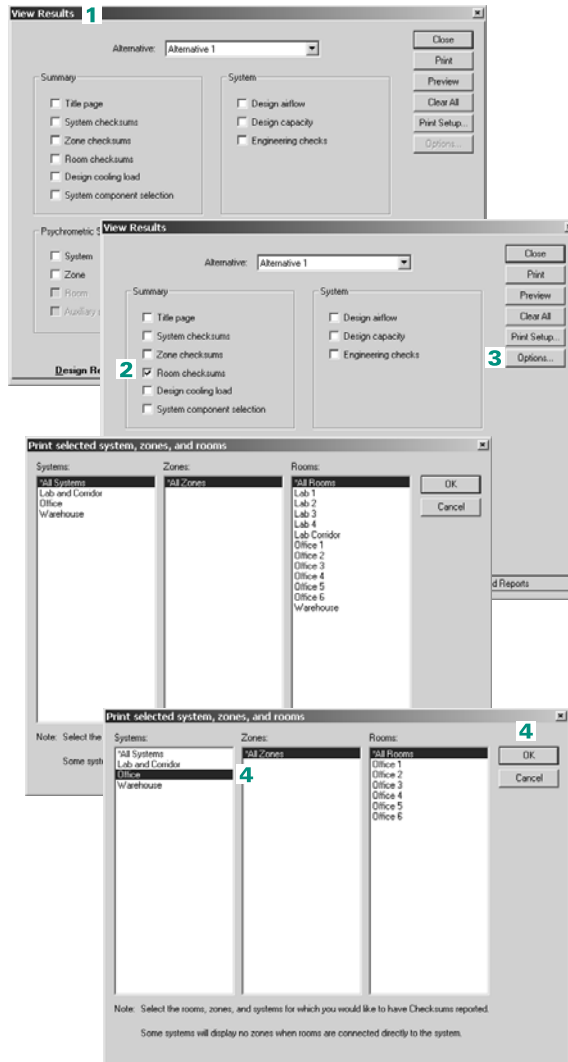 View Results 1
Alternative: Alternative 1
Close
Print
Preview
Clear All
Print Setup...
Options...
Summary
Title page
System checksums
Zone checksums
Room checksums
Design cooling load
System component selection
System
Design airflow
Design capacity
Engineering checks
Psychrometric S
System
Zone
Room
Auxiliary
Design Re
View Results
Alternative: Alternative 1
Close
Print
Preview
Clear All
Print Setup...
3 Options...
Summary
Title page
System checksums
Zone checksums
2 Room checksums
Design cooling load
System component selection
System
Design airflow
Design capacity
Engineering checks
d Reports
Print selected system, zones, and rooms
Systems:
*All Systems
Lab and Corridor
Office
Warehouse
Zones:
*All Zones
Rooms:
*All Rooms
Lab 1
Lab 2
Lab 3
Lab 4
Lab Corridor
Office 1
Office 2
Office 3
Office 4
Office 5
Office 6
Warehouse
OK
Cancel
Note: Select the
Some syst
Print selected system, zones, and rooms
Systems:
*All Systems
Lab and Corridor
Office 4
Warehouse
Zones:
*All Zones
Rooms:
*All Rooms
Office 1
Office 2
Office 3
Office 4
Office 5
Office 6
4
OK
Cancel
Note: Select the rooms, zones, and systems for which you would like to have Checksums reported.
Some systems will display no zones when rooms are connected directly to the system.